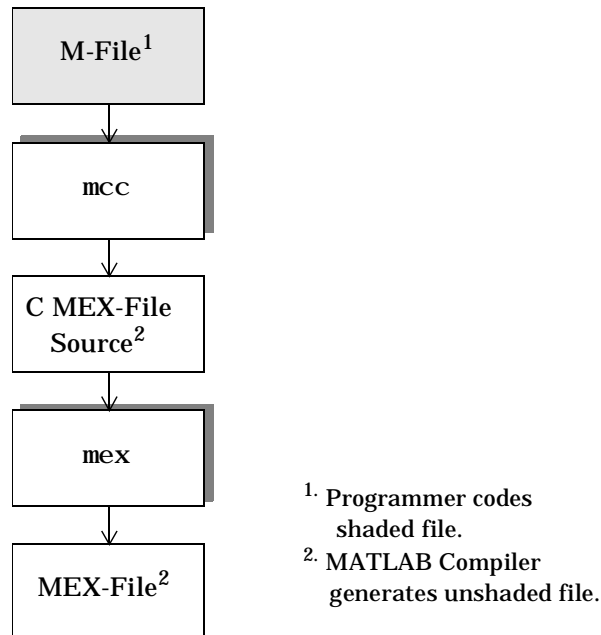 M-File¹
mcc
C MEX-File
Source²
mex
MEX-File²
1. Programmer codes
shaded file.
2. MATLAB Compiler
generates unshaded file.